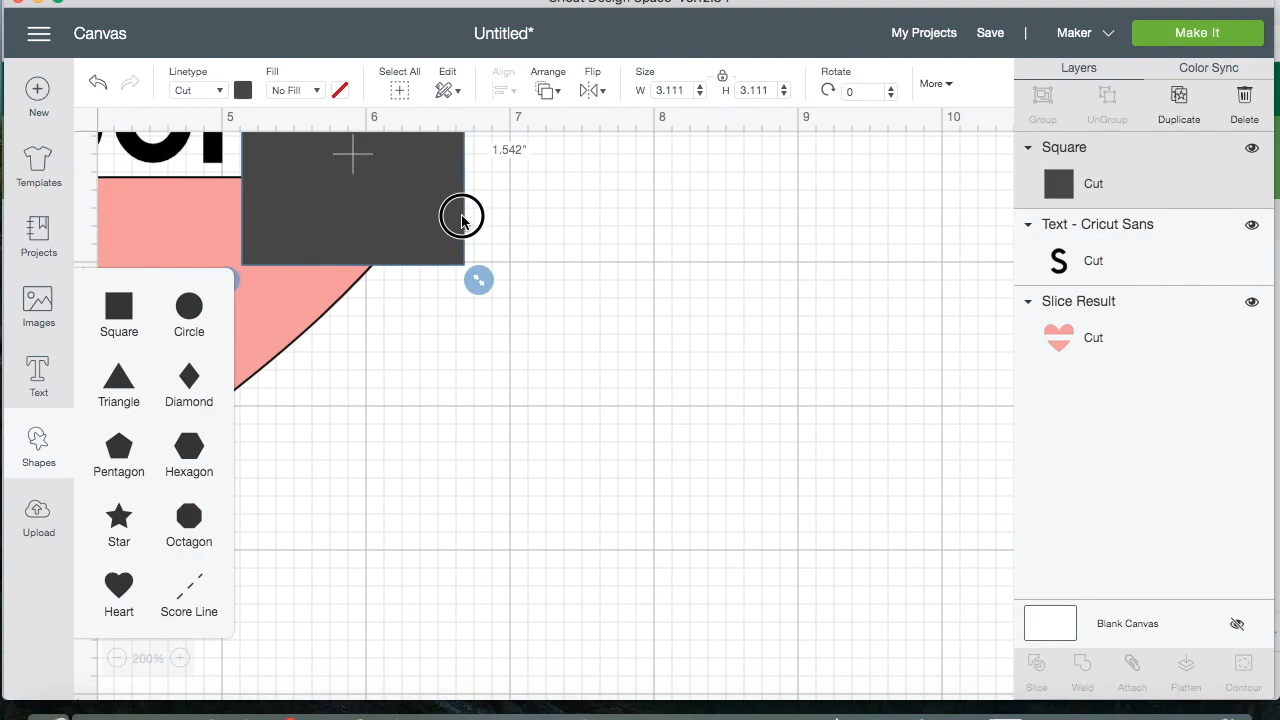 Canvas
Untitled*
My Projects
Save
|
Maker
Make It
Linetype
Cut
Fill
No Fill
Select All
Edit
Align
Arrange
Flip
Size
W 3.111
H 3.111
Rotate
0
More
Layers
Color Sync
New
Templates
Projects
Images
Text
Shapes
Upload
5
6
7
8
9
10
1.542"
Group
UnGroup
Duplicate
Delete
Square
Cut
Text - Cricut Sans
S
Cut
Slice Result
Cut
Square
Circle
Triangle
Diamond
Pentagon
Hexagon
Star
Octagon
Heart
Score Line
200%
Blank Canvas
Slice
Weld
Attach
Flatten
Contour